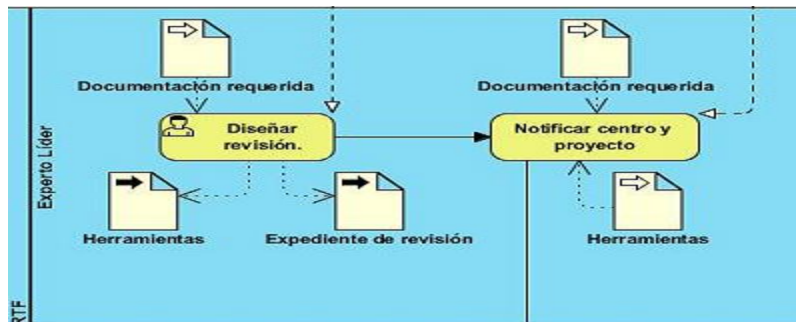 Documentación requerida
Documentación requerida
Diseñar
revisión.
Notificar centro y
proyecto
Experto Líder
Herramientas
Expediente de revisión
Herramientas
RTF